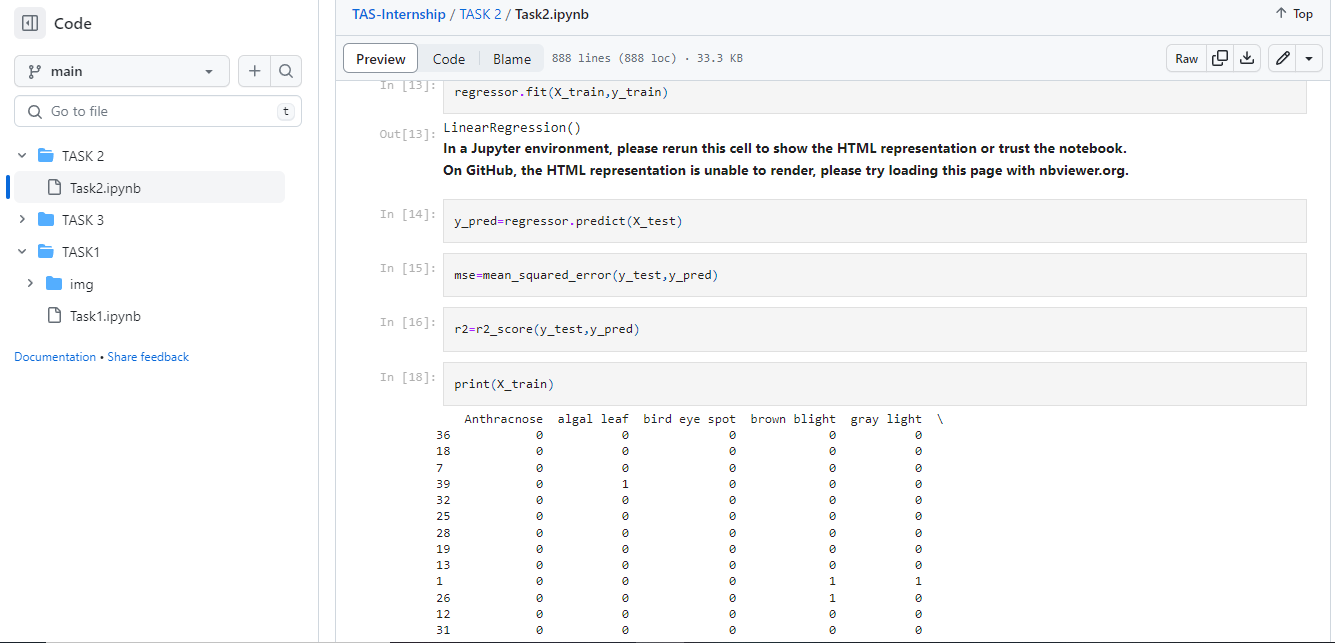 Code
main
Go to file
t
TASK 2
Task2.ipynb
TASK 3
TASK1
img
Task1.ipynb
Documentation • Share feedback
TAS-Internship / TASK 2 / Task2.ipynb
Top
Preview Code Blame 888 lines (888 loc) · 33.3 KB
Raw
In [13]: regressor.fit(X_train,y_train)
Out[13]: LinearRegression()
In a Jupyter environment, please rerun this cell to show the HTML representation or trust the notebook.
On GitHub, the HTML representation is unable to render, please try loading this page with nbviewer.org.
In [14]: y_pred=regressor.predict(X_test)
In [15]: mse=mean_squared_error(y_test,y_pred)
In [16]: r2=r2_score(y_test,y_pred)
In [18]: print(X_train)
Anthracnose algal leaf bird eye spot brown blight gray light \
36 0 0 0 0 0
18 0 0 0 0 0
7 0 0 0 0 0
39 0 1 0 0 0
32 0 0 0 0 0
25 0 0 0 0 0
28 0 0 0 0 0
19 0 0 0 0 0
13 0 0 0 0 0
1 0 0 0 1 1
26 0 0 0 1 0
12 0 0 0 0 0
31 0 0 0 0 0